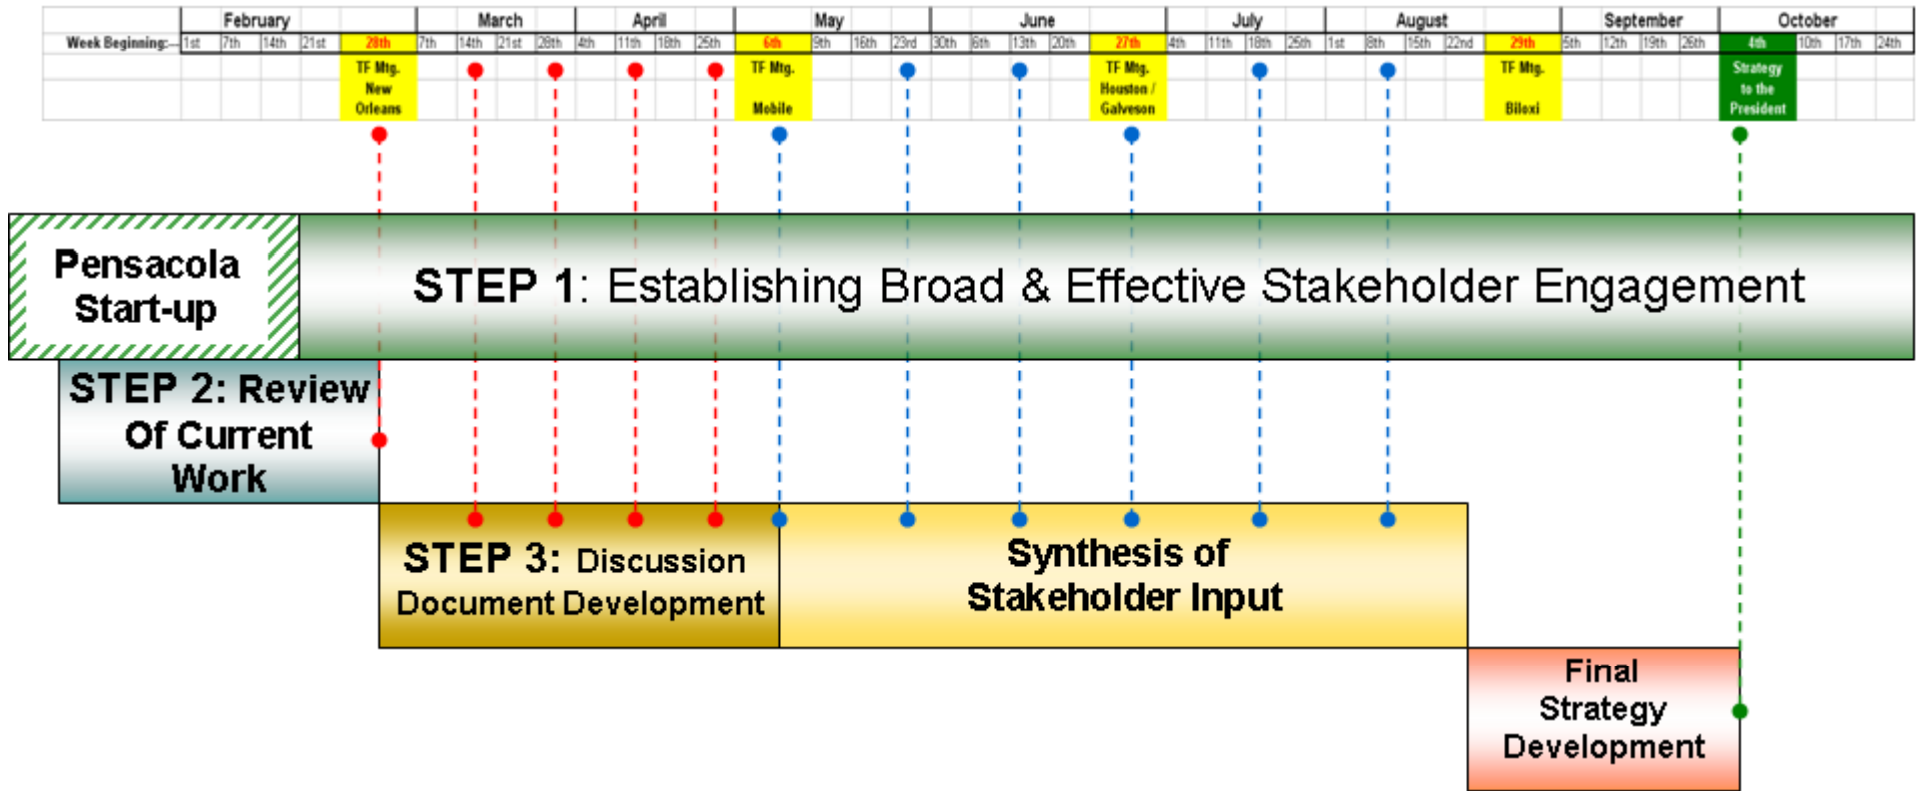 February March April May June July August September October
Week Beginning:-- 1st 7th 14th 21st 28th 7th 14th 21st 28th 4th 11th 18th 25th 6th 9th 16th 23rd 30th 6th 13th 20th 27th 4th 11th 18th 25th 1st 8th 15th 22nd 29th 5th 12th 19th 26th 4th 10th 17th 24th
TF Mtg.
New
Orleans
TF Mtg.
Mobile
TF Mtg.
Houston /
Galveson
TF Mtg.
Biloxi
Strategy
to the
President
Pensacola
Start-up
STEP 1: Establishing Broad & Effective Stakeholder Engagement
STEP 2: Review
Of Current
Work
STEP 3: Discussion
Document Development
Synthesis of
Stakeholder Input
Final
Strategy
Development